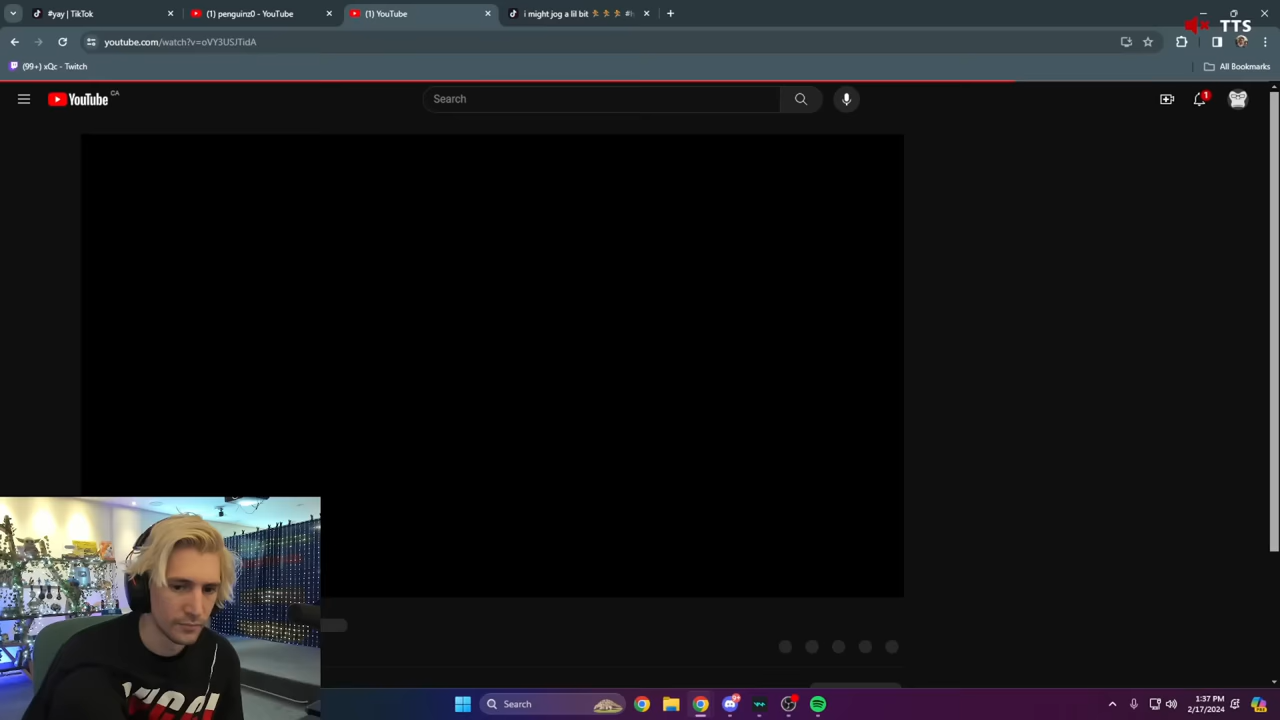 #yay | TikTok
(1) penguinz0 - YouTube
(1) YouTube
i might jog a lil bit
TTS
youtube.com/watch?v=oVY3USJTidA
(99+) xQc - Twitch
All Bookmarks
YouTube CA
Search
1
Search
1:37 PM
2/17/2024